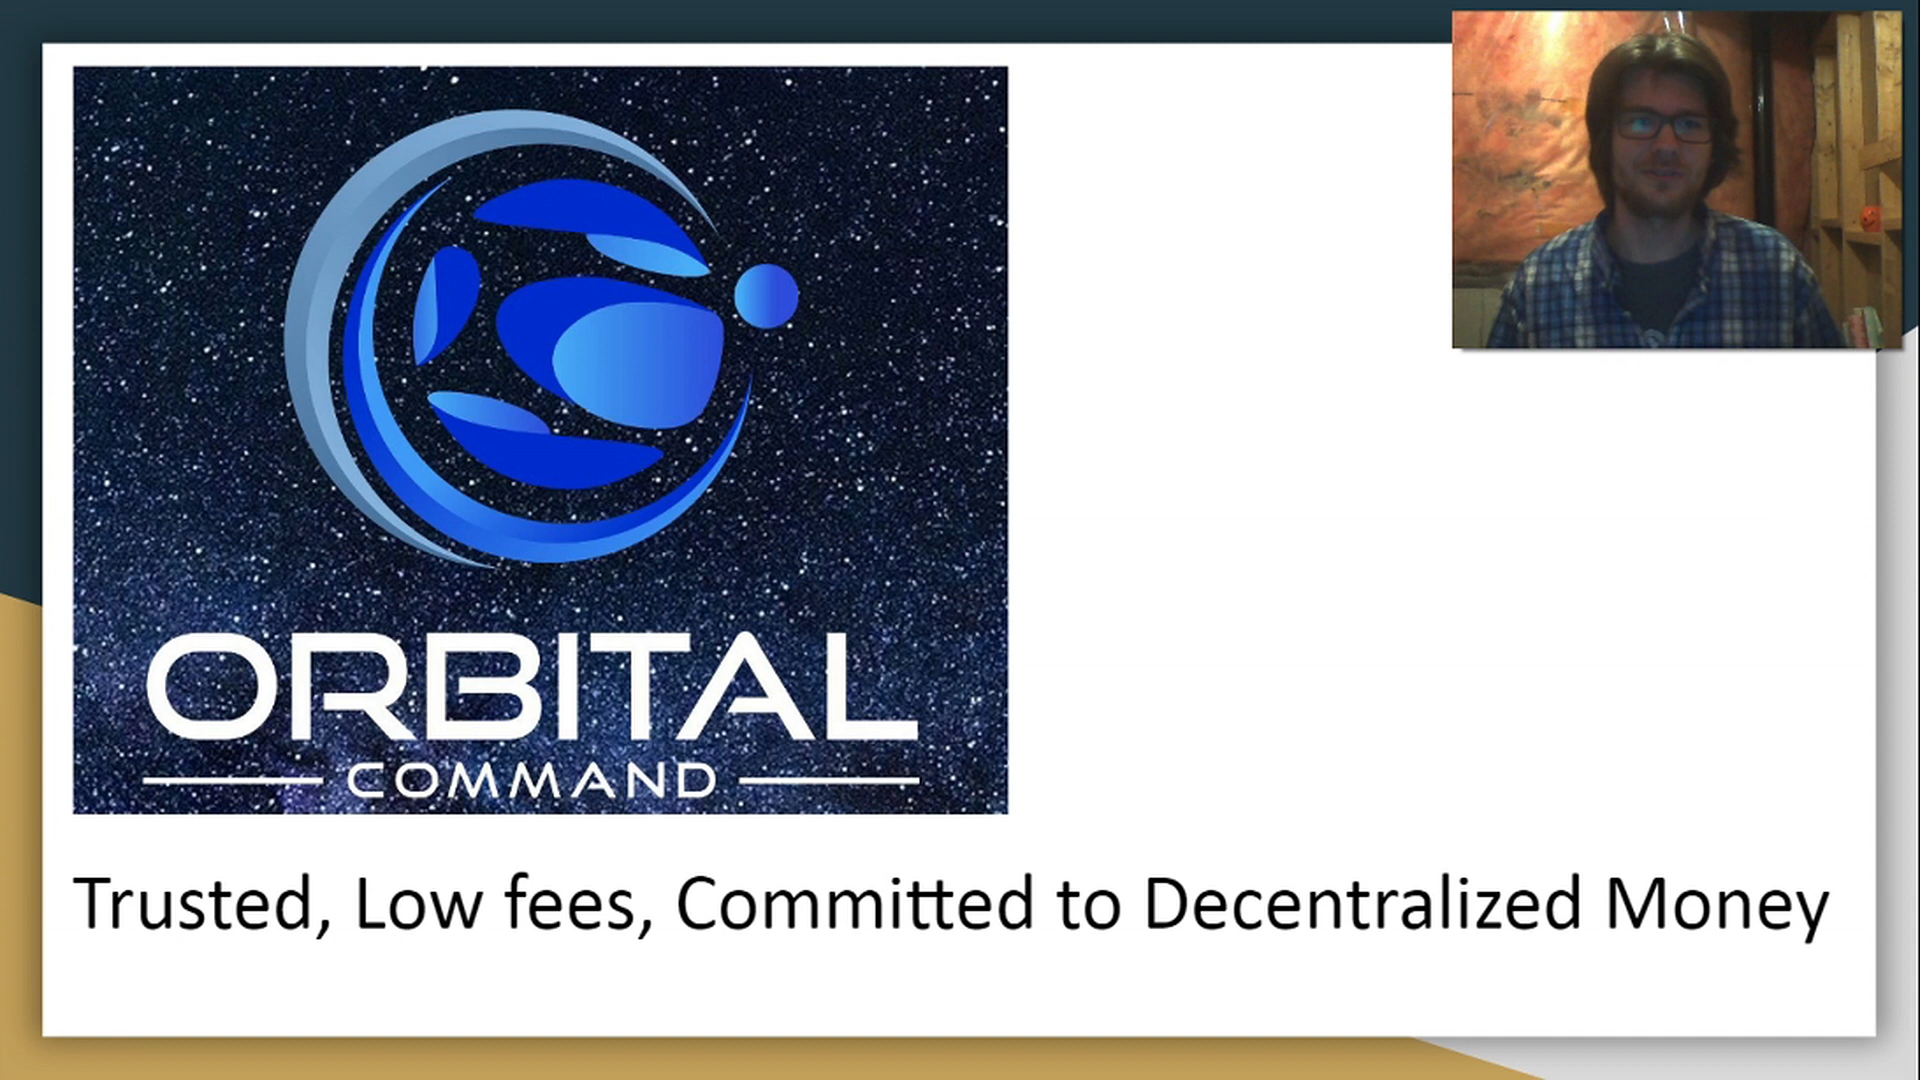 ORBITAL
COMMAND
Trusted, Low fees, Committed to Decentralized Money